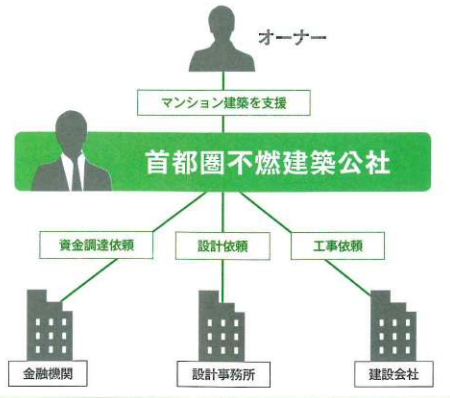 オーナー
マンション建築を支援
首都圏不燃建築公社
資金調達依頼
設計依頼
工事依頼
金融機関
設計事務所
建設会社